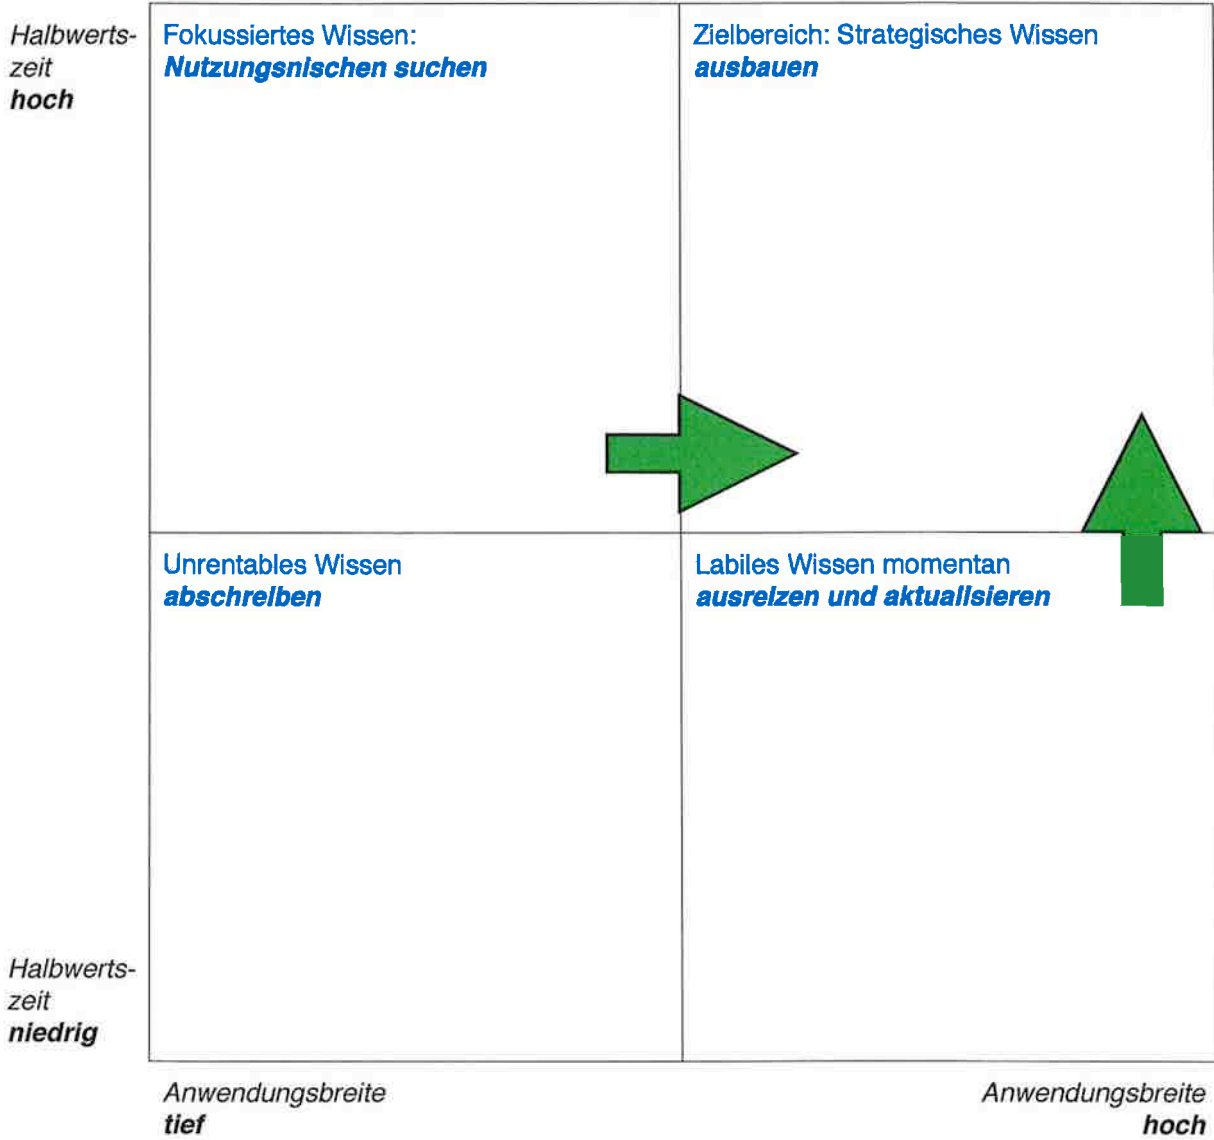 Halbwerts-
zeit
hoch
Fokussiertes Wissen:
Nutzungsnischen suchen
Zielbereich: Strategisches Wissen
ausbauen
Unrentables Wissen
abschreiben
Labiles Wissen momentan
ausreizen und aktualisieren
Halbwerts-
zeit
niedrig
Anwendungsbreite
tief
Anwendungsbreite
hoch